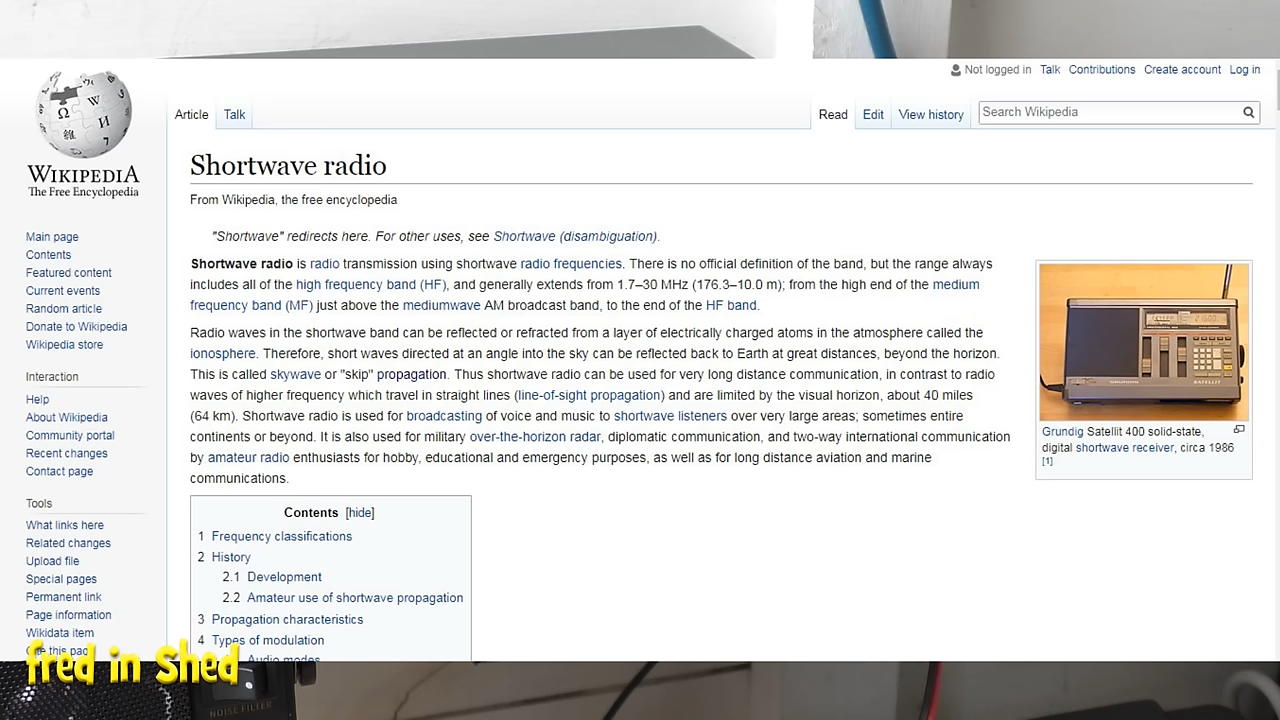 Not logged in Talk Contributions Create account Log in
Article Talk Read Edit View history Search Wikipedia
WIKIPEDIA
The Free Encyclopedia
Main page
Contents
Featured content
Current events
Random article
Donate to Wikipedia
Wikipedia store
Interaction
Help
About Wikipedia
Community portal
Recent changes
Contact page
Tools
What links here
Related changes
Upload file
Special pages
Permanent link
Page information
Wikidata item
Cite this page
Shortwave radio
From Wikipedia, the free encyclopedia
"Shortwave" redirects here. For other uses, see Shortwave (disambiguation).
Shortwave radio is radio transmission using shortwave radio frequencies. There is no official definition of the band, but the range always
includes all of the high frequency band (HF), and generally extends from 1.7–30 MHz (176.3–10.0 m); from the high end of the medium
frequency band (MF) just above the mediumwave AM broadcast band, to the end of the HF band.
Radio waves in the shortwave band can be reflected or refracted from a layer of electrically charged atoms in the atmosphere called the
ionosphere. Therefore, short waves directed at an angle into the sky can be reflected back to Earth at great distances, beyond the horizon.
This is called skywave or "skip" propagation. Thus shortwave radio can be used for very long distance communication, in contrast to radio
waves of higher frequency which travel in straight lines (line-of-sight propagation) and are limited by the visual horizon, about 40 miles
(64 km). Shortwave radio is used for broadcasting of voice and music to shortwave listeners over very large areas; sometimes entire
continents or beyond. It is also used for military over-the-horizon radar, diplomatic communication, and two-way international communication
by amateur radio enthusiasts for hobby, educational and emergency purposes, as well as for long distance aviation and marine
communications.
Grundig Satellit 400 solid-state,
digital shortwave receiver, circa 1986
[1]
Contents [hide]
1 Frequency classifications
2 History
2.1 Development
2.2 Amateur use of shortwave propagation
3 Propagation characteristics
4 Types of modulation
Audio modes
fred in Shed
NOISE FILTER